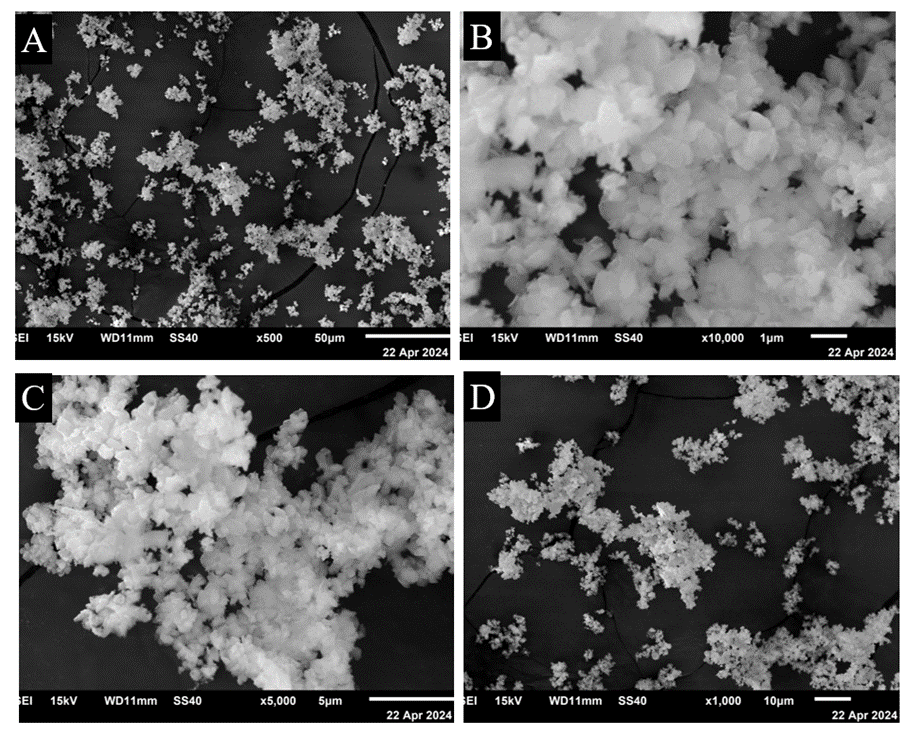 A
SEI 15kV WD11mm SS40 x500 50µm
22 Apr 2024
B
SEI 15kV WD11mm SS40 x10,000 1µm
22 Apr 2024
C
SEI 15kV WD11mm SS40 x5,000 5µm
22 Apr 2024
D
SEI 15kV WD11mm SS40 x1,000 10µm
22 Apr 2024